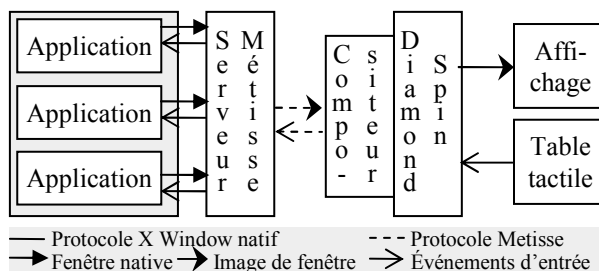 Application
Application
Application
Serveur
Métisse
Compo-
siteur
Diamond
Spin
Affi-
chage
Table
tactile
Protocole X Window natif
Protocole Metisse
Fenêtre native
Image de fenêtre
Événements d'entrée